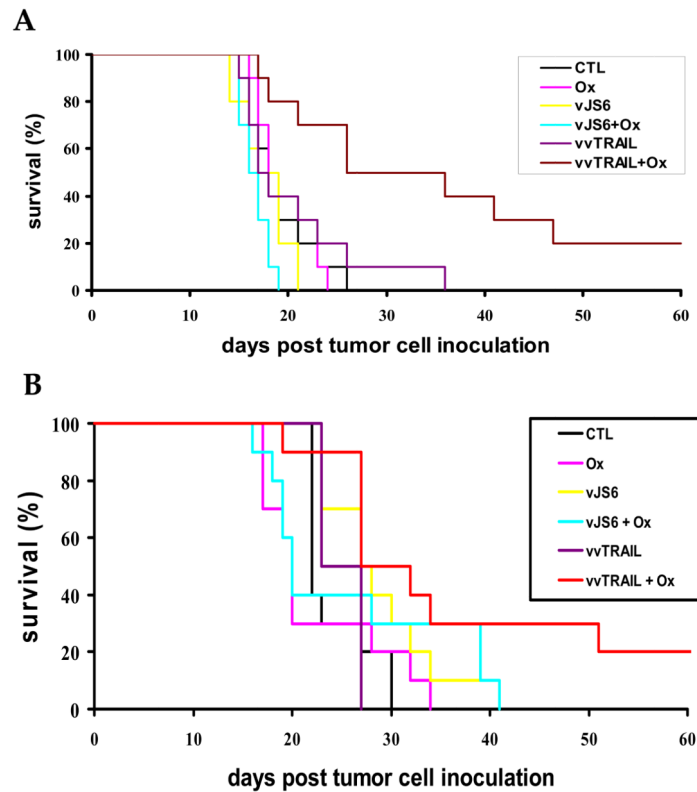 A
survival (%)
100
80
60
40
20
0
CTL
Ox
vJS6
vJS6+Ox
vvTRAIL
vvTRAIL+Ox
0 10 20 30 40 50 60
days post tumor cell inoculation
B
survival (%)
100
80
60
40
20
0
CTL
Ox
vJS6
vJS6 + Ox
vvTRAIL
vvTRAIL + Ox
0 10 20 30 40 50 60
days post tumor cell inoculation